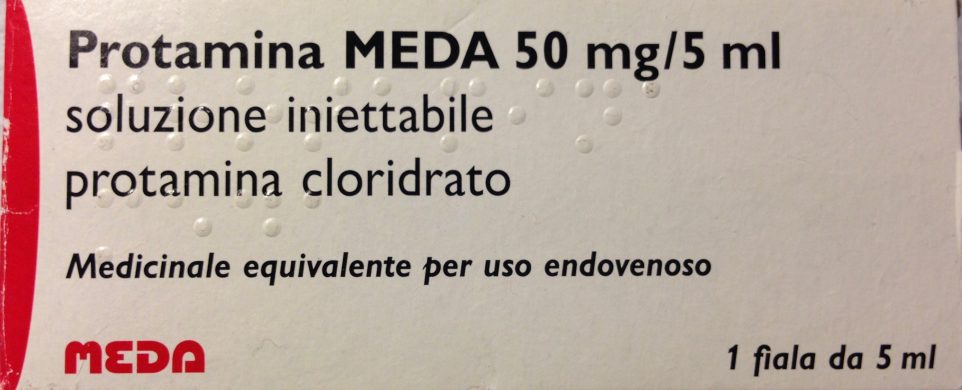 Protamina MEDA 50 mg/5 ml
soluzione iniettabile
protamina cloridrato
Medicinale equivalente per uso endovenoso
MEDA
1 fiala da 5 ml